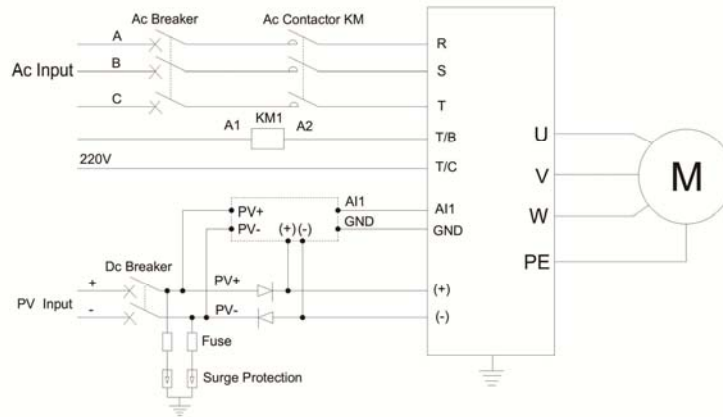 Ac Breaker Ac Contactor KM
A R
Ac Input B S
C T
A1 KM1 A2 T/B
220V T/C
U
V
W
PE
M
PV+ AI1 AI1
PV- (+) (-) GND GND
Dc Breaker
+ PV+ (+)
PV Input - PV- (-)
Fuse
Surge Protection